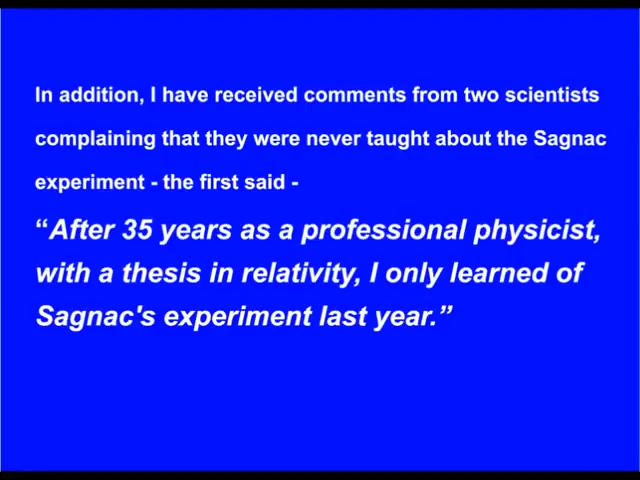 In addition, I have received comments from two scientists
complaining that they were never taught about the Sagnac
experiment - the first said -
“After 35 years as a professional physicist,
with a thesis in relativity, I only learned of
Sagnac's experiment last year.”